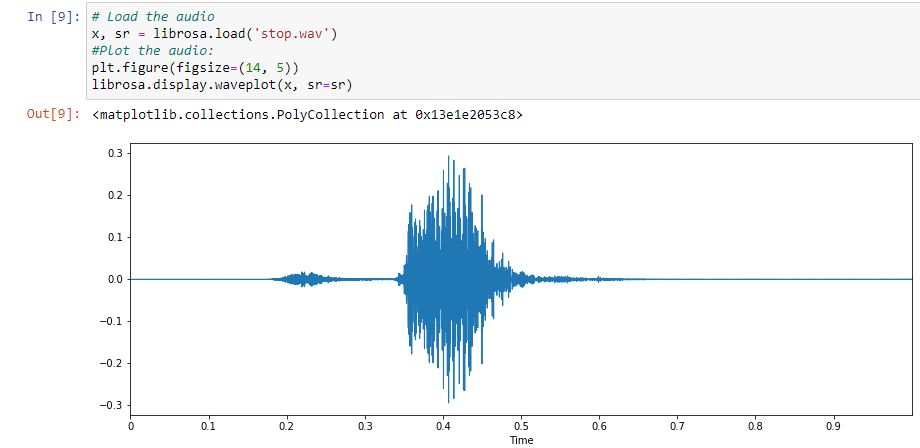 In [9]: # Load the audio
x, sr = librosa.load('stop.wav')
#Plot the audio:
plt.figure(figsize=(14, 5))
librosa.display.waveplot(x, sr=sr)
Out[9]: <matplotlib.collections.PolyCollection at 0x13e1e2053c8>
0.3
0.2
0.1
0.0
−0.1
−0.2
−0.3
0 0.1 0.2 0.3 0.4 0.5 0.6 0.7 0.8 0.9
Time